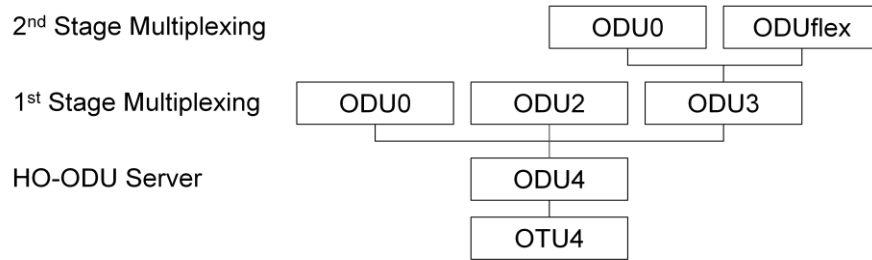 2nd Stage Multiplexing ODU0 ODUflex
1st Stage Multiplexing ODU0 ODU2 ODU3
HO-ODU Server ODU4
OTU4